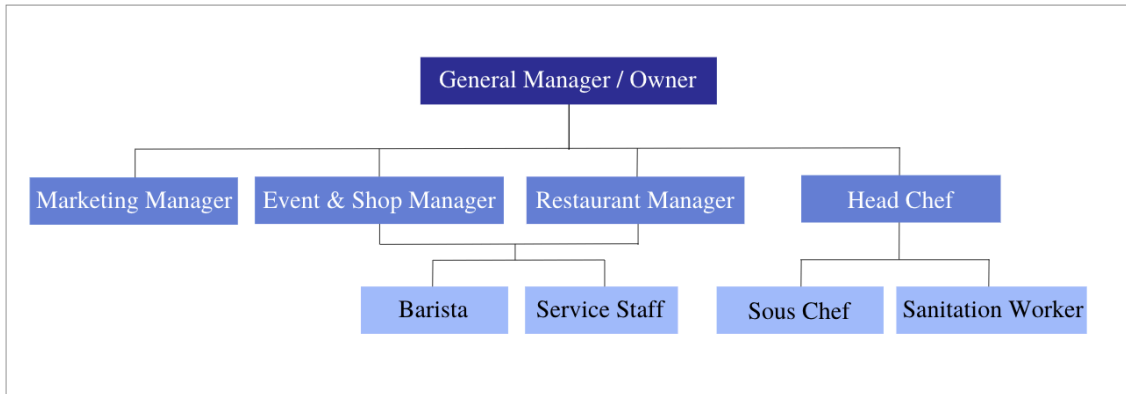 General Manager / Owner
Marketing Manager
Event & Shop Manager
Restaurant Manager
Head Chef
Barista
Service Staff
Sous Chef
Sanitation Worker